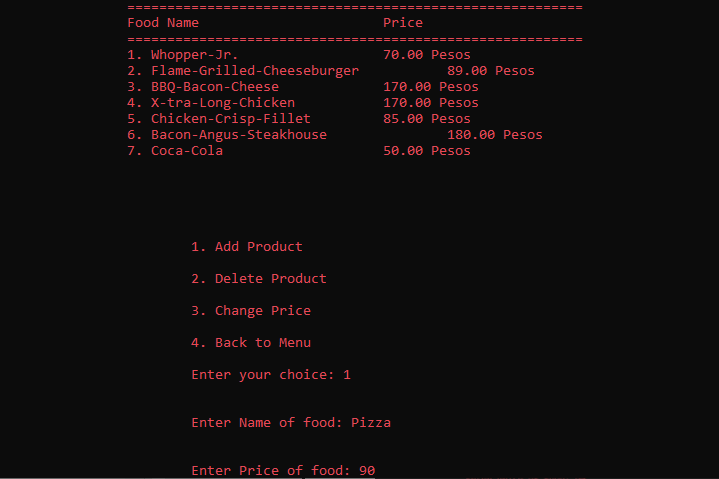 =========================================================
Food Name Price
=========================================================
1. Whopper-Jr. 70.00 Pesos
2. Flame-Grilled-Cheeseburger 89.00 Pesos
3. BBQ-Bacon-Cheese 170.00 Pesos
4. X-tra-Long-Chicken 170.00 Pesos
5. Chicken-Crisp-Fillet 85.00 Pesos
6. Bacon-Angus-Steakhouse 180.00 Pesos
7. Coca-Cola 50.00 Pesos
1. Add Product
2. Delete Product
3. Change Price
4. Back to Menu
Enter your choice: 1
Enter Name of food: Pizza
Enter Price of food: 90